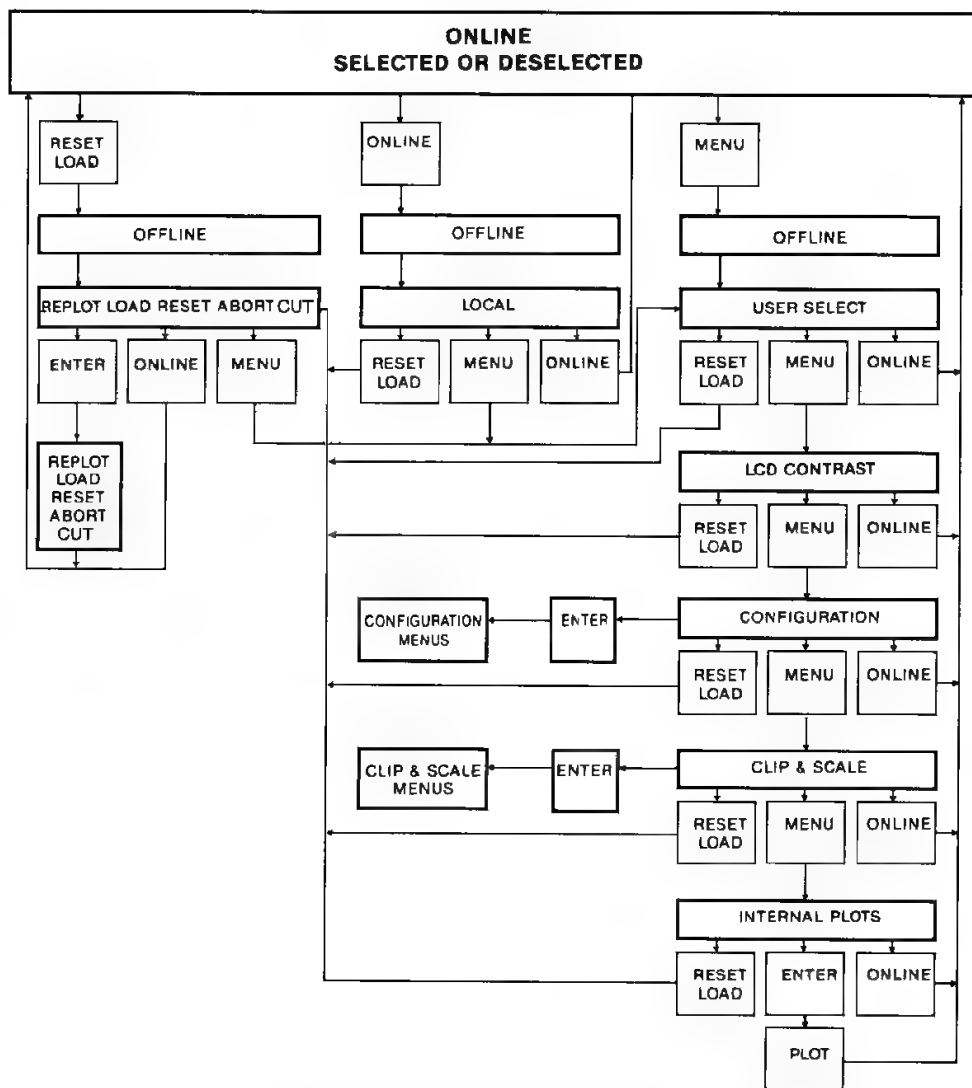 ONLINE
SELECTED OR DESELECTED
RESET
LOAD
ONLINE
MENU
OFFLINE
OFFLINE
OFFLINE
REPLOT LOAD RESET ABORT CUT
LOCAL
USER SELECT
ENTER
ONLINE
MENU
RESET
LOAD
MENU
ONLINE
RESET
LOAD
MENU
ONLINE
REPLOT
LOAD
RESET
ABORT
CUT
LCD CONTRAST
RESET
LOAD
MENU
ONLINE
CONFIGURATION
MENUS
ENTER
CONFIGURATION
RESET
LOAD
MENU
ONLINE
CLIP & SCALE
MENUS
ENTER
CLIP & SCALE
RESET
LOAD
MENU
ONLINE
INTERNAL PLOTS
RESET
LOAD
ENTER
ONLINE
PLOT